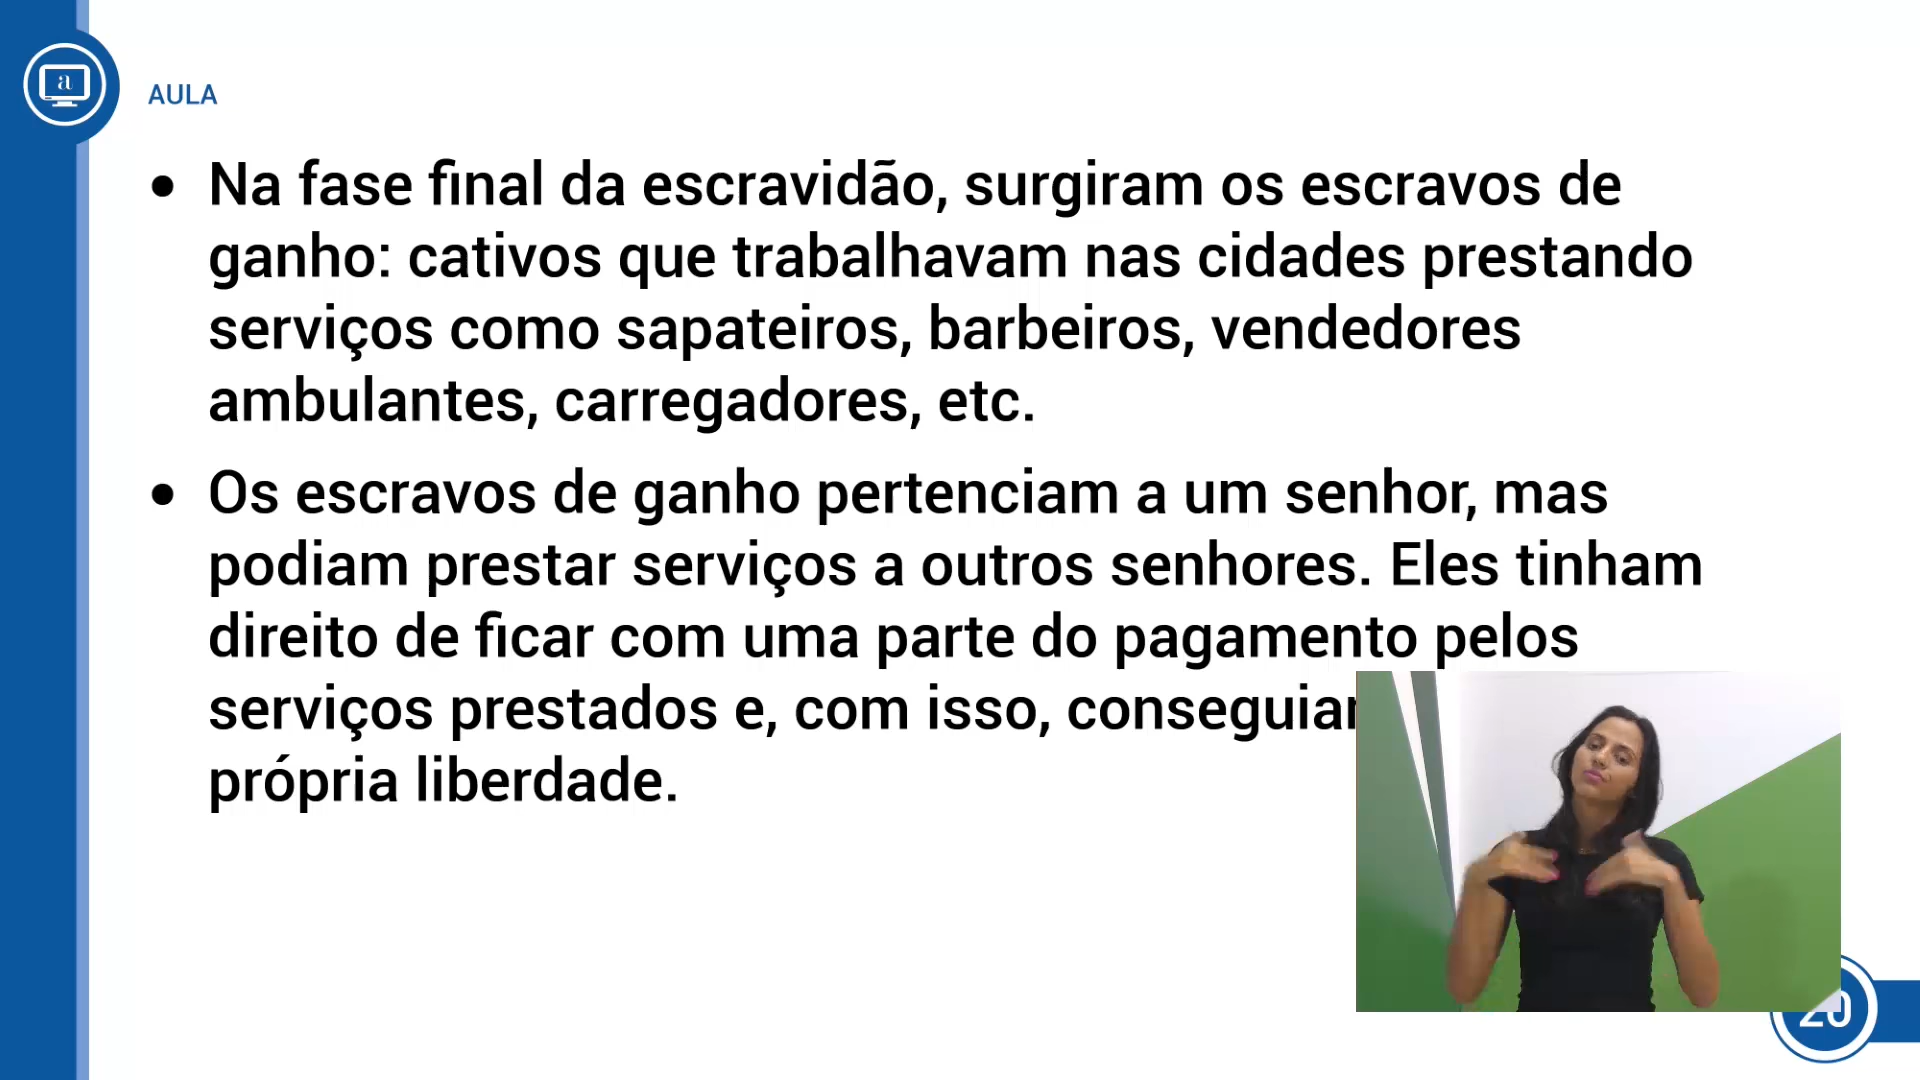 a
AULA
• Na fase final da escravidão, surgiram os escravos de
ganho: cativos que trabalhavam nas cidades prestando
serviços como sapateiros, barbeiros, vendedores
ambulantes, carregadores, etc.
• Os escravos de ganho pertenciam a um senhor, mas
podiam prestar serviços a outros senhores. Eles tinham
direito de ficar com uma parte do pagamento pelos
serviços prestados e, com isso,
própria liberdade.
20